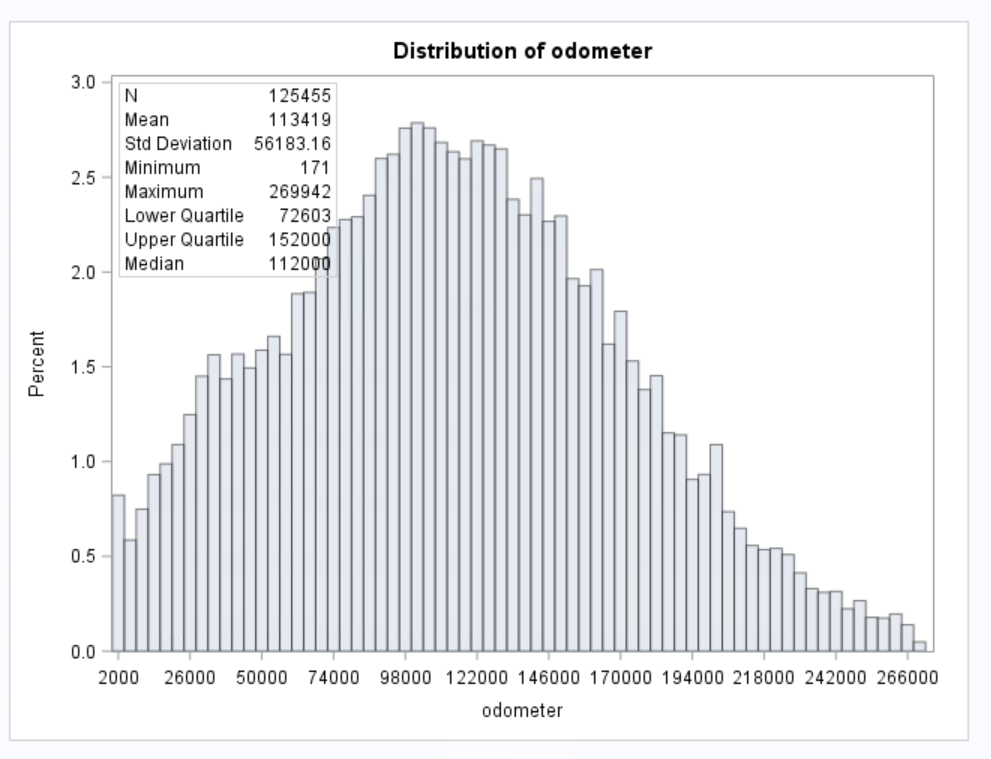 Distribution of odometer
3.0
N 125455
Mean 113419
Std Deviation 56183.16
Minimum 171
Maximum 269942
Lower Quartile 72603
Upper Quartile 152000
Median 112000
2.5
2.0
1.5
1.0
0.5
0.0
Percent
2000 26000 50000 74000 98000 122000 146000 170000 194000 218000 242000 266000
odometer